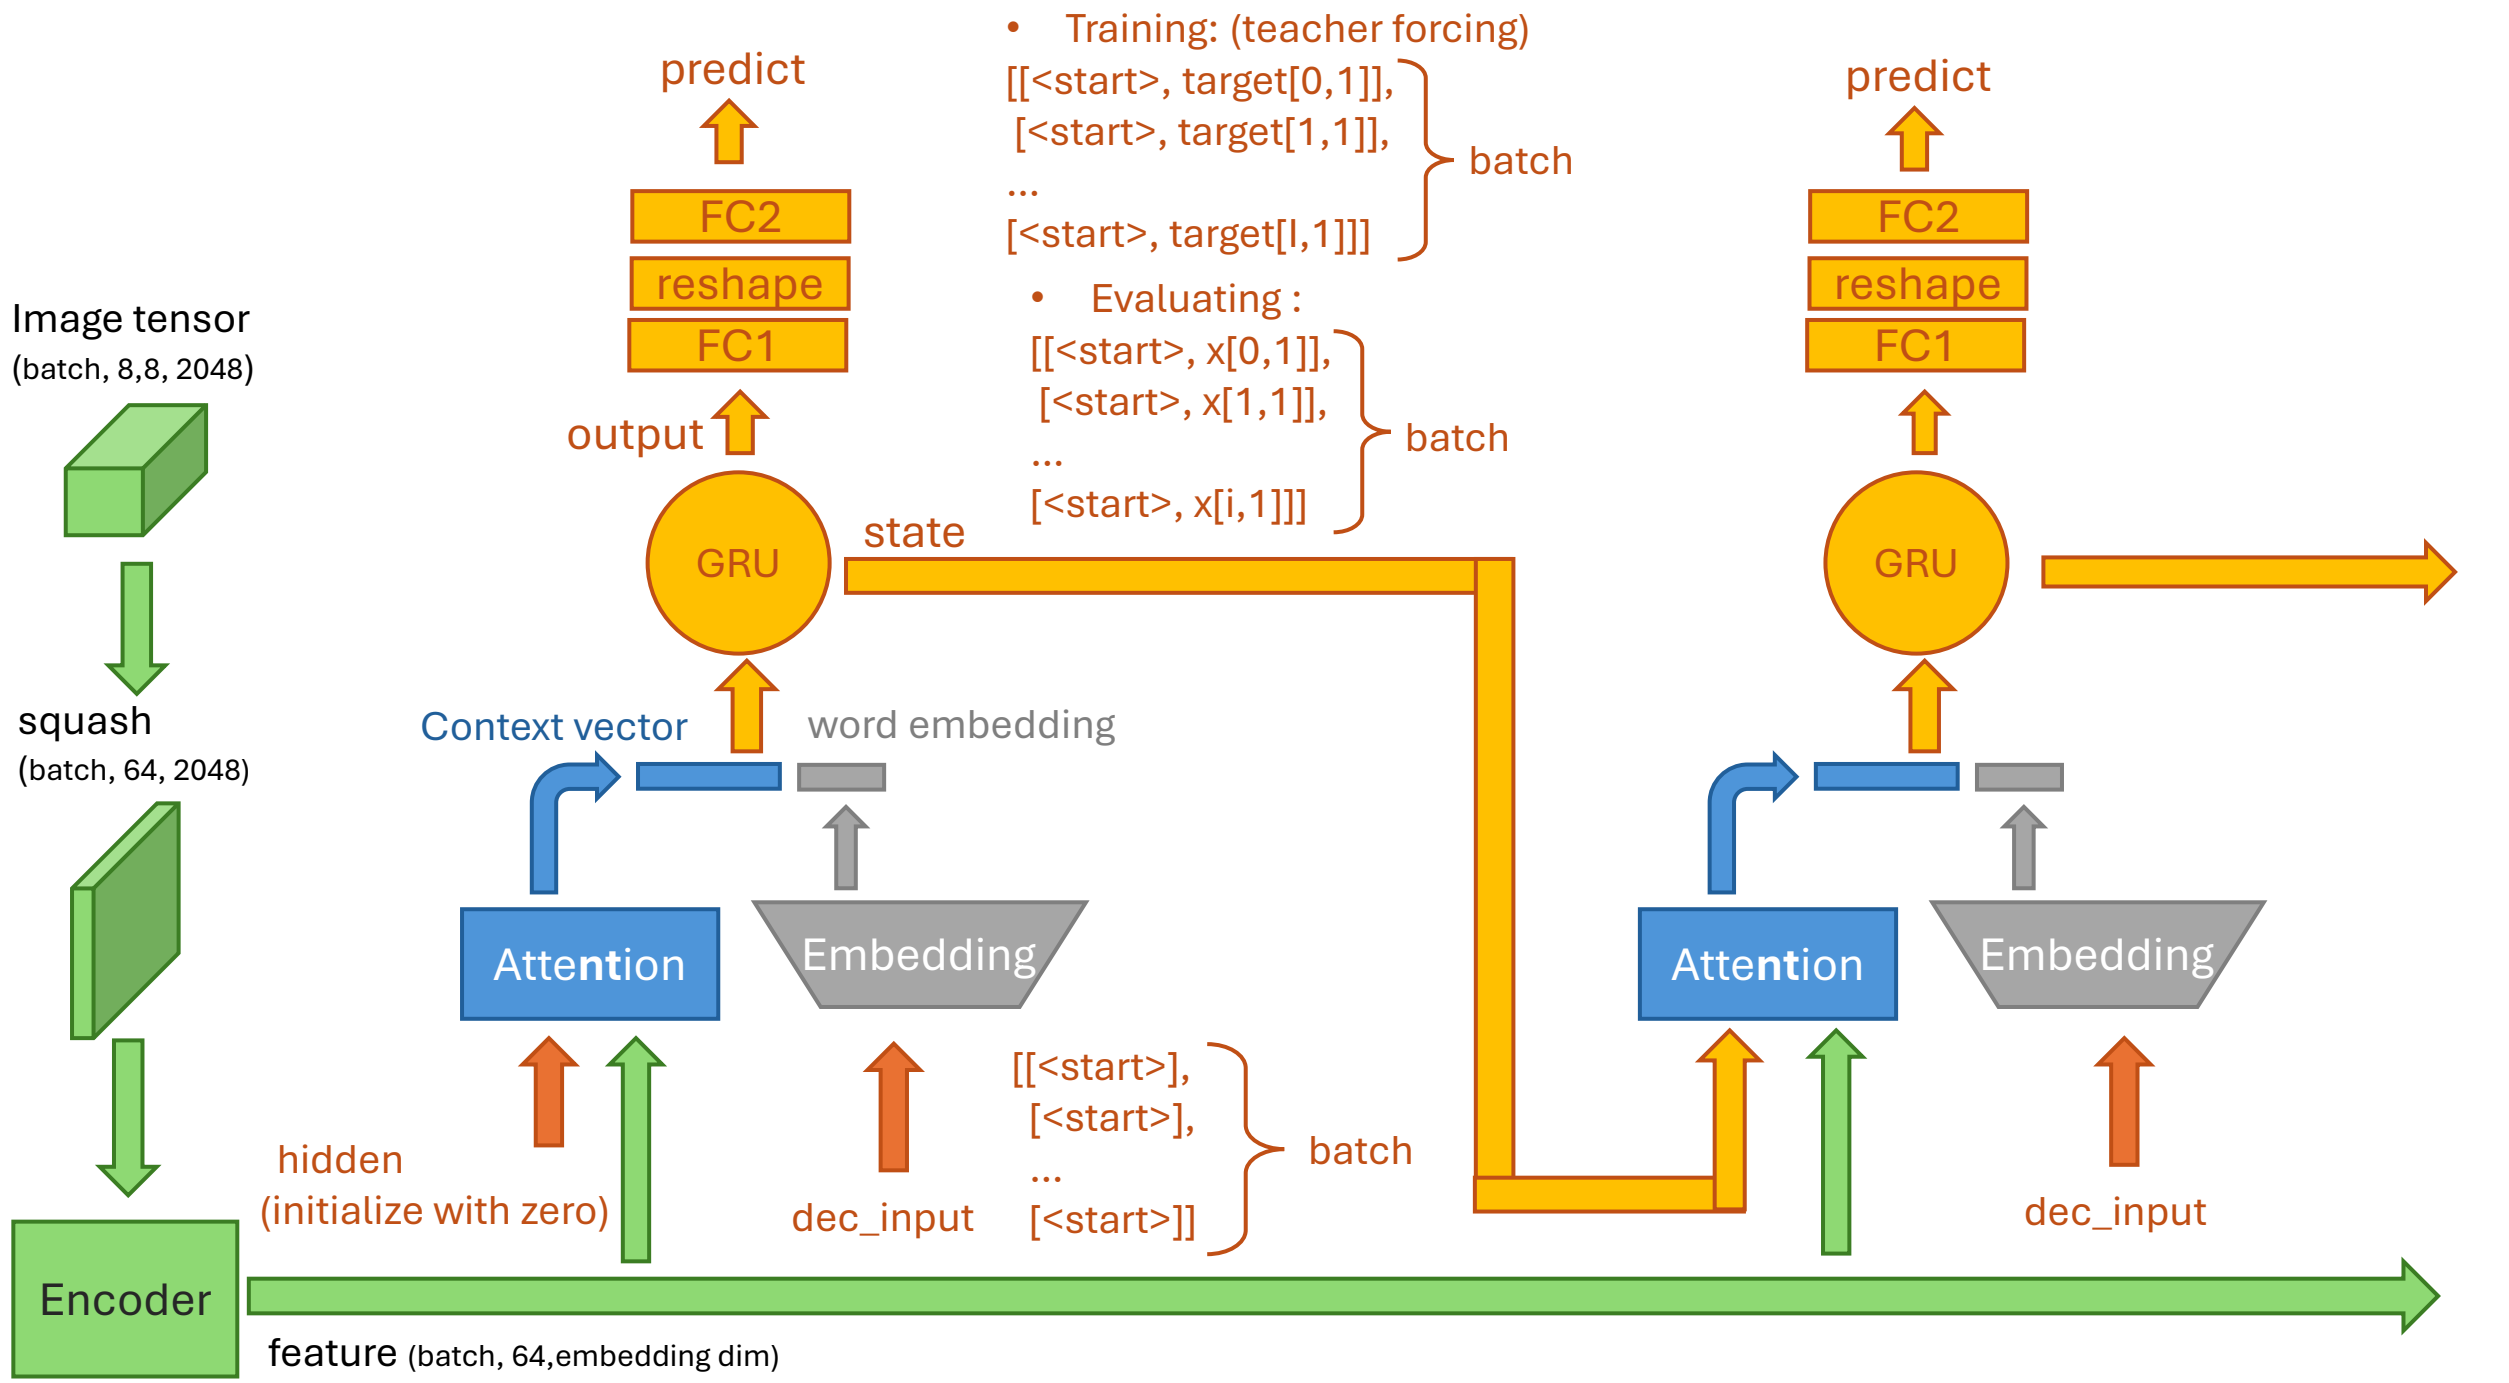 Image tensor
(batch, 8,8, 2048)
squash
(batch, 64, 2048)
Encoder
feature (batch, 64,embedding dim)
predict
FC2
reshape
FC1
output
GRU
state
Context vector
word embedding
Attention
Embedding
hidden
(initialize with zero)
dec_input
[[<start>],
[<start>],
...
[<start>]]
batch
• Training: (teacher forcing)
[[<start>, target[0,1]],
[<start>, target[1,1]],
...
[<start>, target[I,1]]]
batch
• Evaluating :
[[<start>, x[0,1]],
[<start>, x[1,1]],
...
[<start>, x[i,1]]]
batch
predict
FC2
reshape
FC1
GRU
Attention
Embedding
dec_input